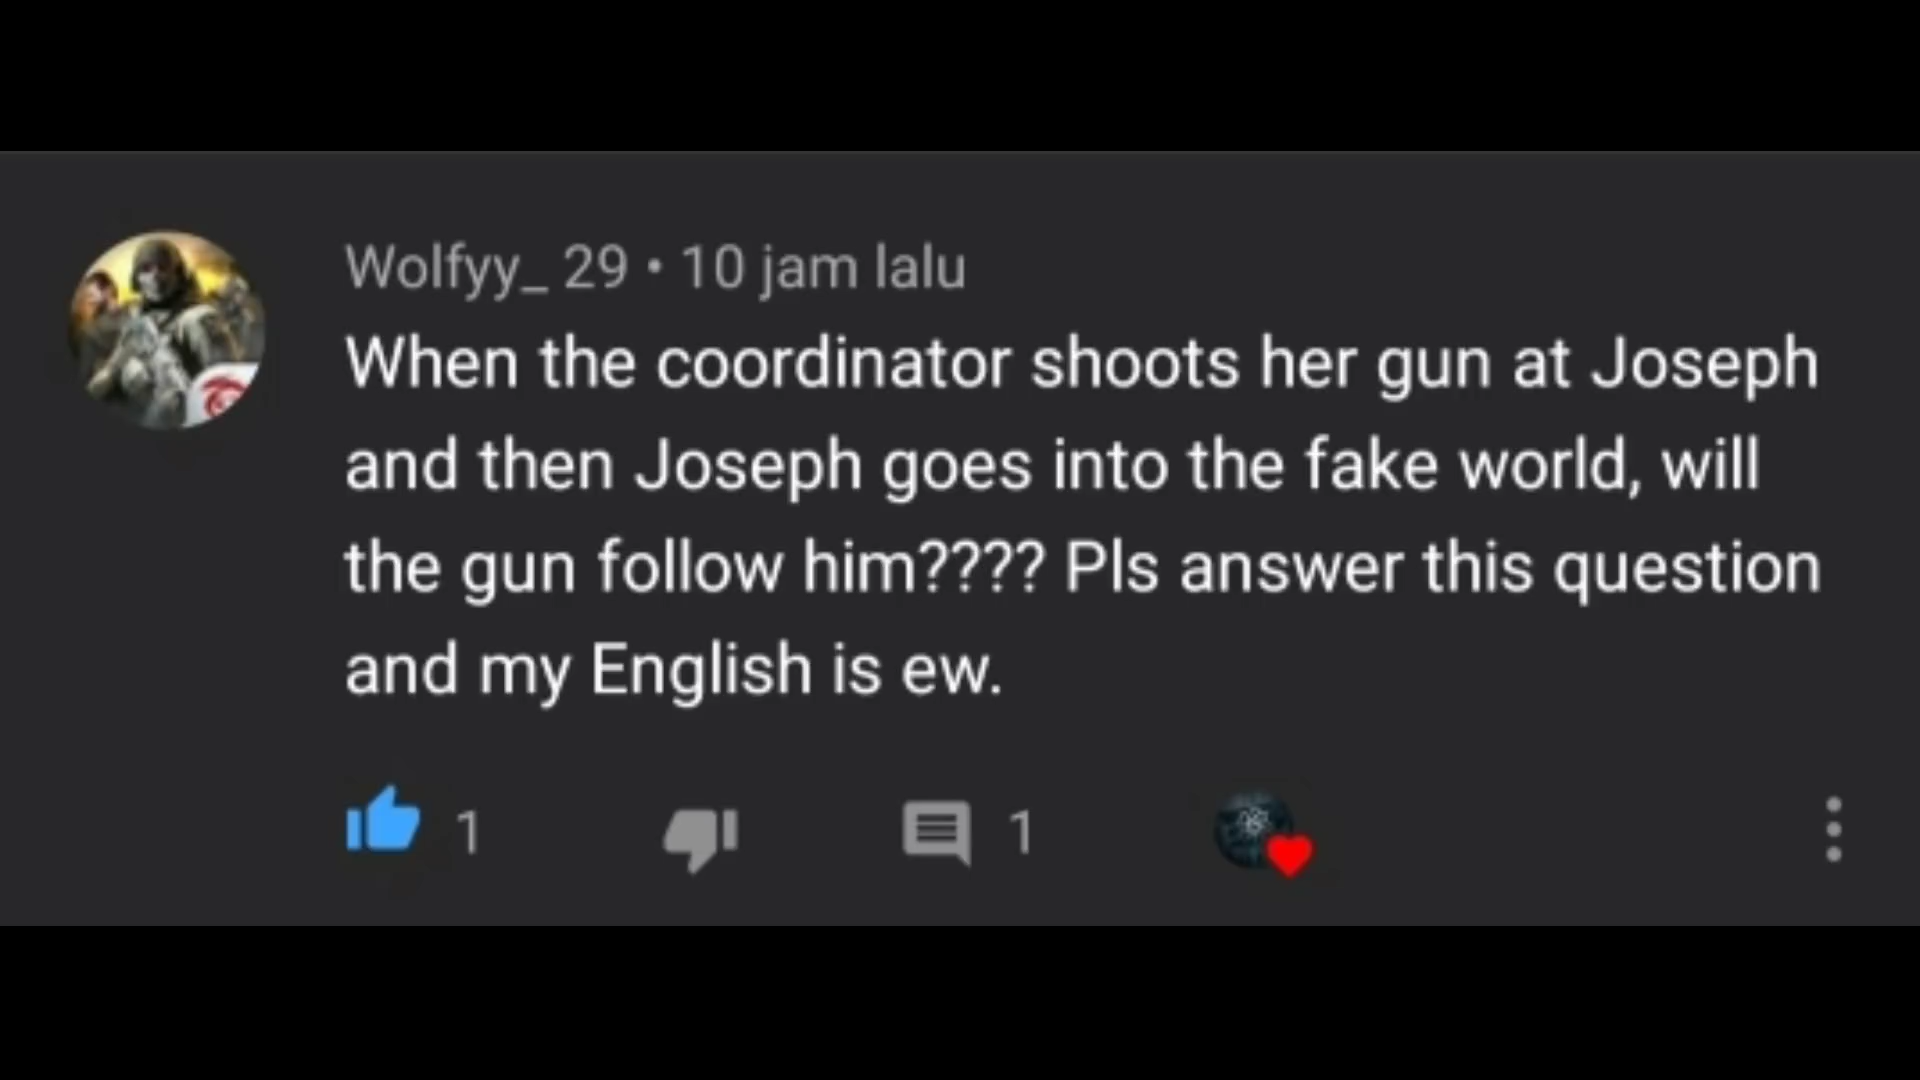 Wolfyy_ 29 • 10 jam lalu
When the coordinator shoots her gun at Joseph
and then Joseph goes into the fake world, will
the gun follow him???? Pls answer this question
and my English is ew.
1 1